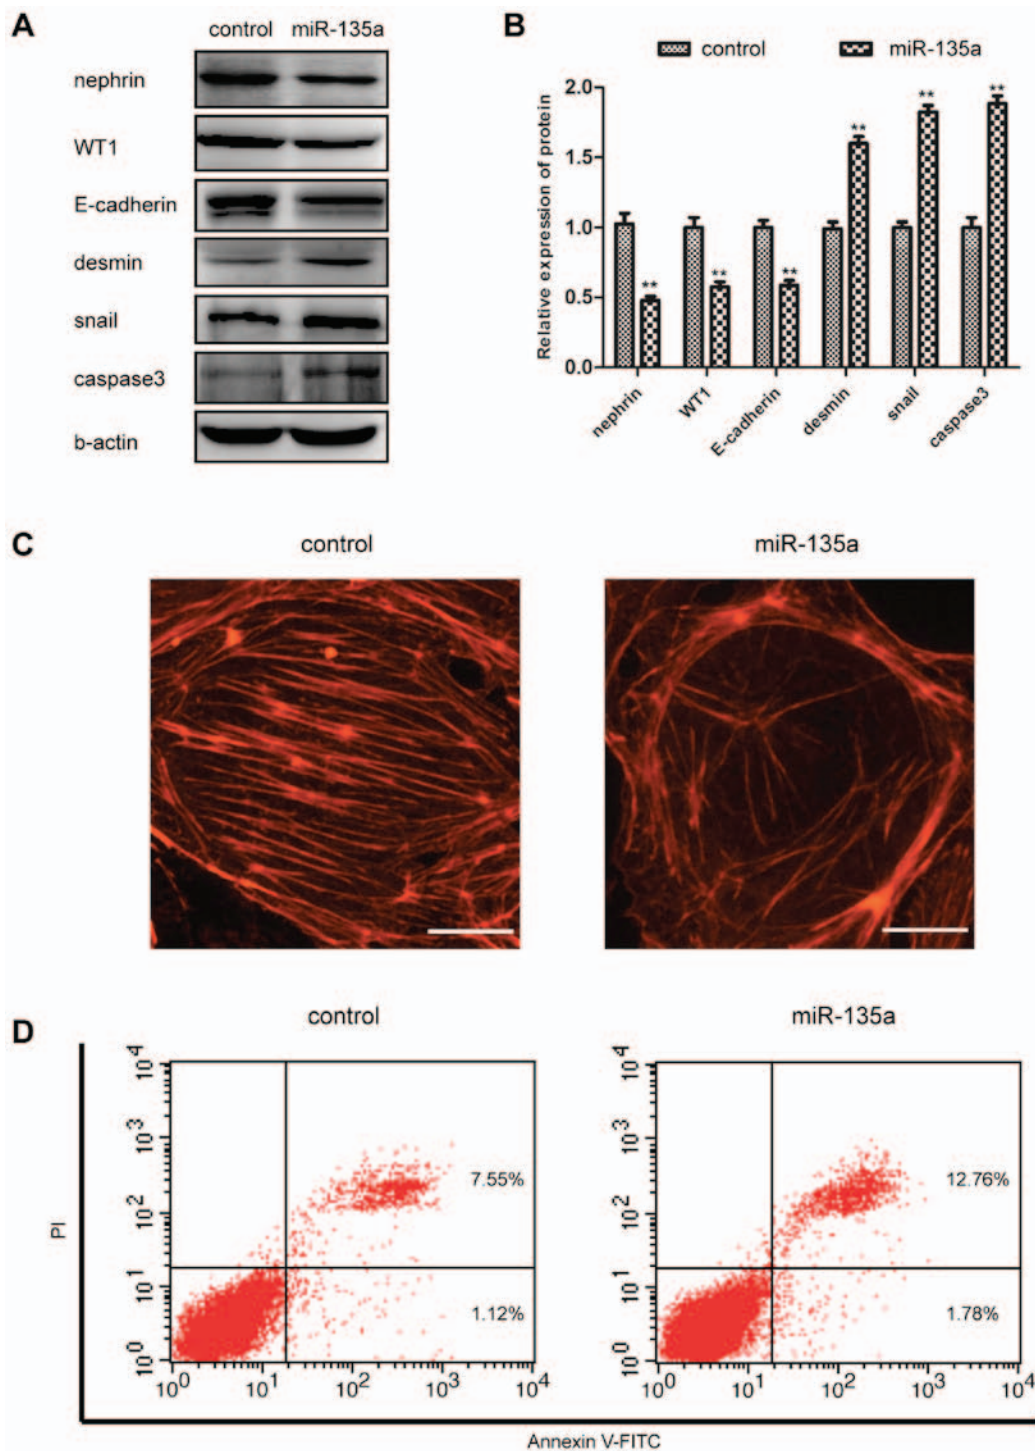 A
control miR-135a
nephrin
WT1
E-cadherin
desmin
snail
caspase3
b-actin
B
control miR-135a
Relative expression of protein
2.0
1.5
1.0
0.5
0.0
** ** ** ** ** **
nephrin WT1 E-cadherin desmin snail caspase3
C
control miR-135a
D
control miR-135a
PI
10^4
10^3
10^2
10^1
10^0
7.55%
1.12%
10^0 10^1 10^2 10^3 10^4
10^4
10^3
10^2
10^1
10^0
12.76%
1.78%
10^0 10^1 10^2 10^3 10^4
Annexin V-FITC